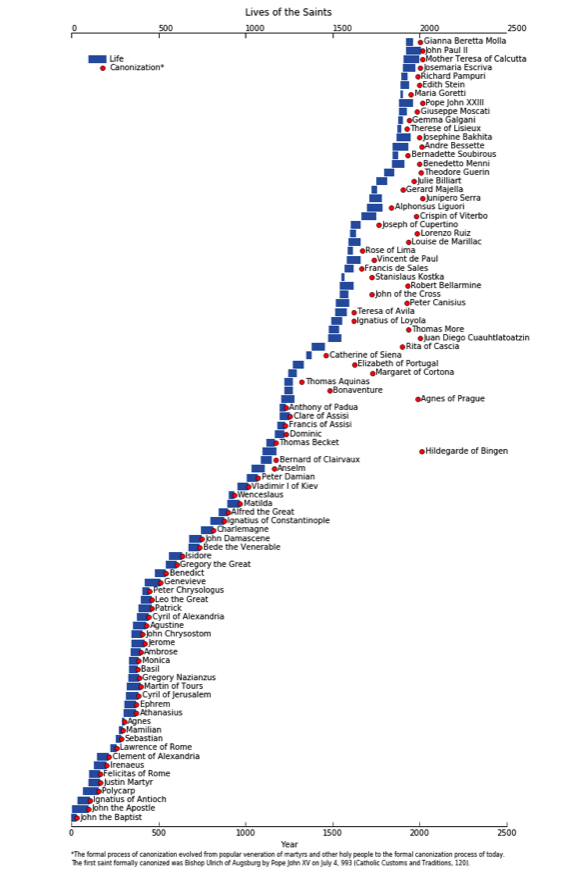 Lives of the Saints
0 500 1000 1500 2000 2500
Life
Canonization*
Gianna Beretta Molla
John Paul II
Mother Teresa of Calcutta
Josemaria Escriva
Richard Pampuri
Edith Stein
Maria Goretti
Pope John XXIII
Giuseppe Moscati
Gemma Galgani
Therese of Lisieux
Josephine Bakhita
Andre Bessette
Bernadette Soubirous
Benedetto Menni
Theodore Guerin
Julie Billiart
Gerard Majella
Junipero Serra
Alphonsus Liguori
Crispin of Viterbo
Joseph of Cupertino
Lorenzo Ruiz
Louise de Marillac
Rose of Lima
Vincent de Paul
Francis de Sales
Stanislaus Kostka
Robert Bellarmine
John of the Cross
Peter Canisius
Teresa of Avila
Ignatius of Loyola
Thomas More
Juan Diego Cuauhtlatoatzin
Rita of Cascia
Catherine of Siena
Elizabeth of Portugal
Margaret of Cortona
Thomas Aquinas
Bonaventure
Agnes of Prague
Anthony of Padua
Clare of Assisi
Francis of Assisi
Dominic
Thomas Becket
Hildegarde of Bingen
Bernard of Clairvaux
Anselm
Peter Damian
Vladimir I of Kiev
Wenceslaus
Matilda
Alfred the Great
Ignatius of Constantinople
Charlemagne
John Damascene
Bede the Venerable
Isidore
Gregory the Great
Benedict
Genevieve
Peter Chrysologus
Leo the Great
Patrick
Cyril of Alexandria
Agustine
John Chrysostom
Jerome
Ambrose
Monica
Basil
Gregory Nazianzus
Martin of Tours
Cyril of Jerusalem
Ephrem
Athanasius
Agnes
Mamilian
Sebastian
Lawrence of Rome
Clement of Alexandria
Irenaeus
Felicitas of Rome
Justin Martyr
Polycarp
Ignatius of Antioch
John the Apostle
John the Baptist
0 500 1000 1500 2000 2500
Year
*The formal process of canonization evolved from popular veneration of martyrs and other holy people to the formal canonization process of today.
The first saint formally canonized was Bishop Ulrich of Augsburg by Pope John XV on July 4, 993 (Catholic Customs and Traditions, 120).